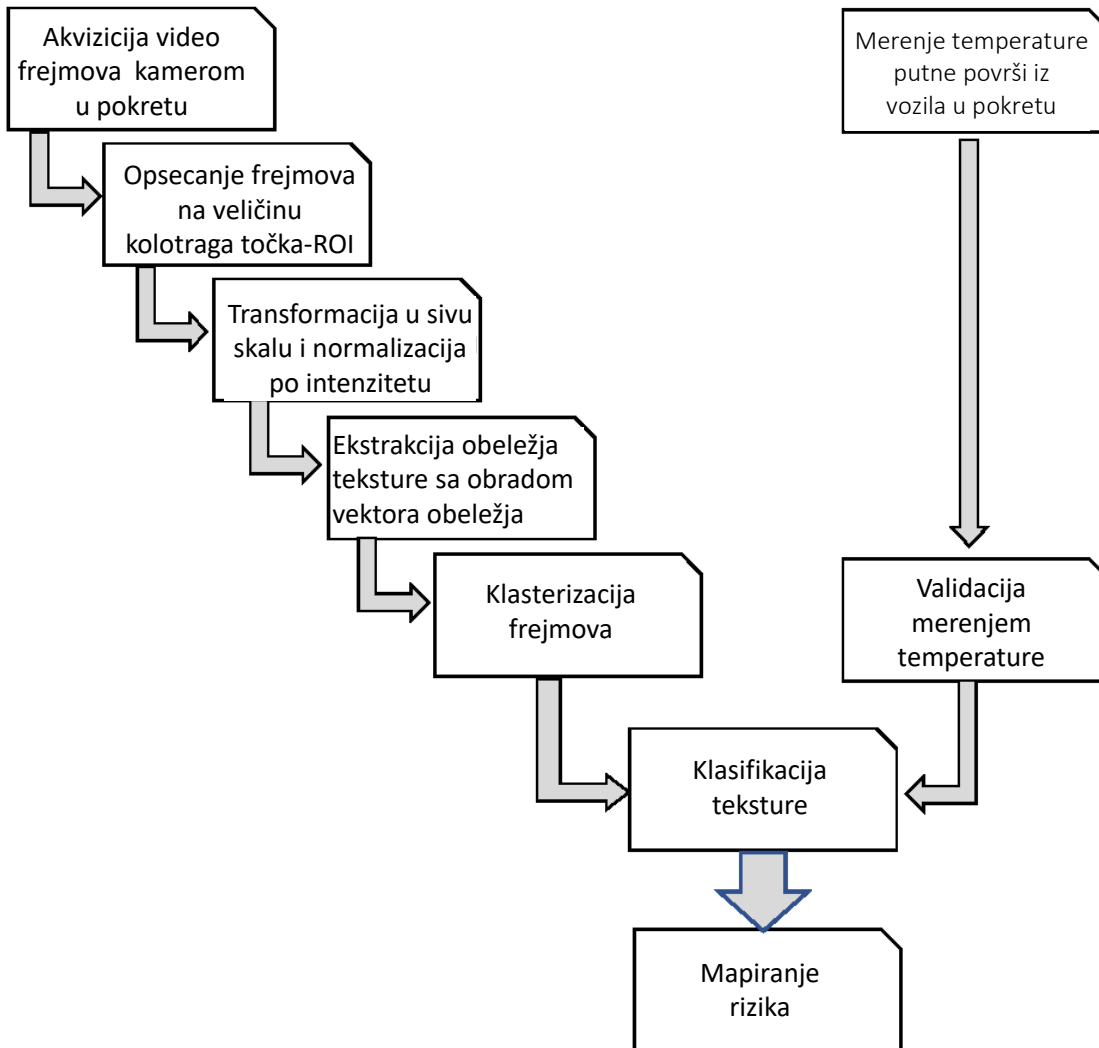 Akvizicija video
frejmova kamerom
u pokretu
Merenje temperature
putne površi iz
vozila u pokretu
Opsecanje frejmova
na veličinu
kolotraga točka-ROI
Transformacija u sivu
skalu i normalizacija
po intenzitetu
Ekstrakcija obeležja
teksture sa obradom
vektora obeležja
Klasterizacija
frejmova
Validacija
merenjem
temperature
Klasifikacija
teksture
Mapiranje
rizika